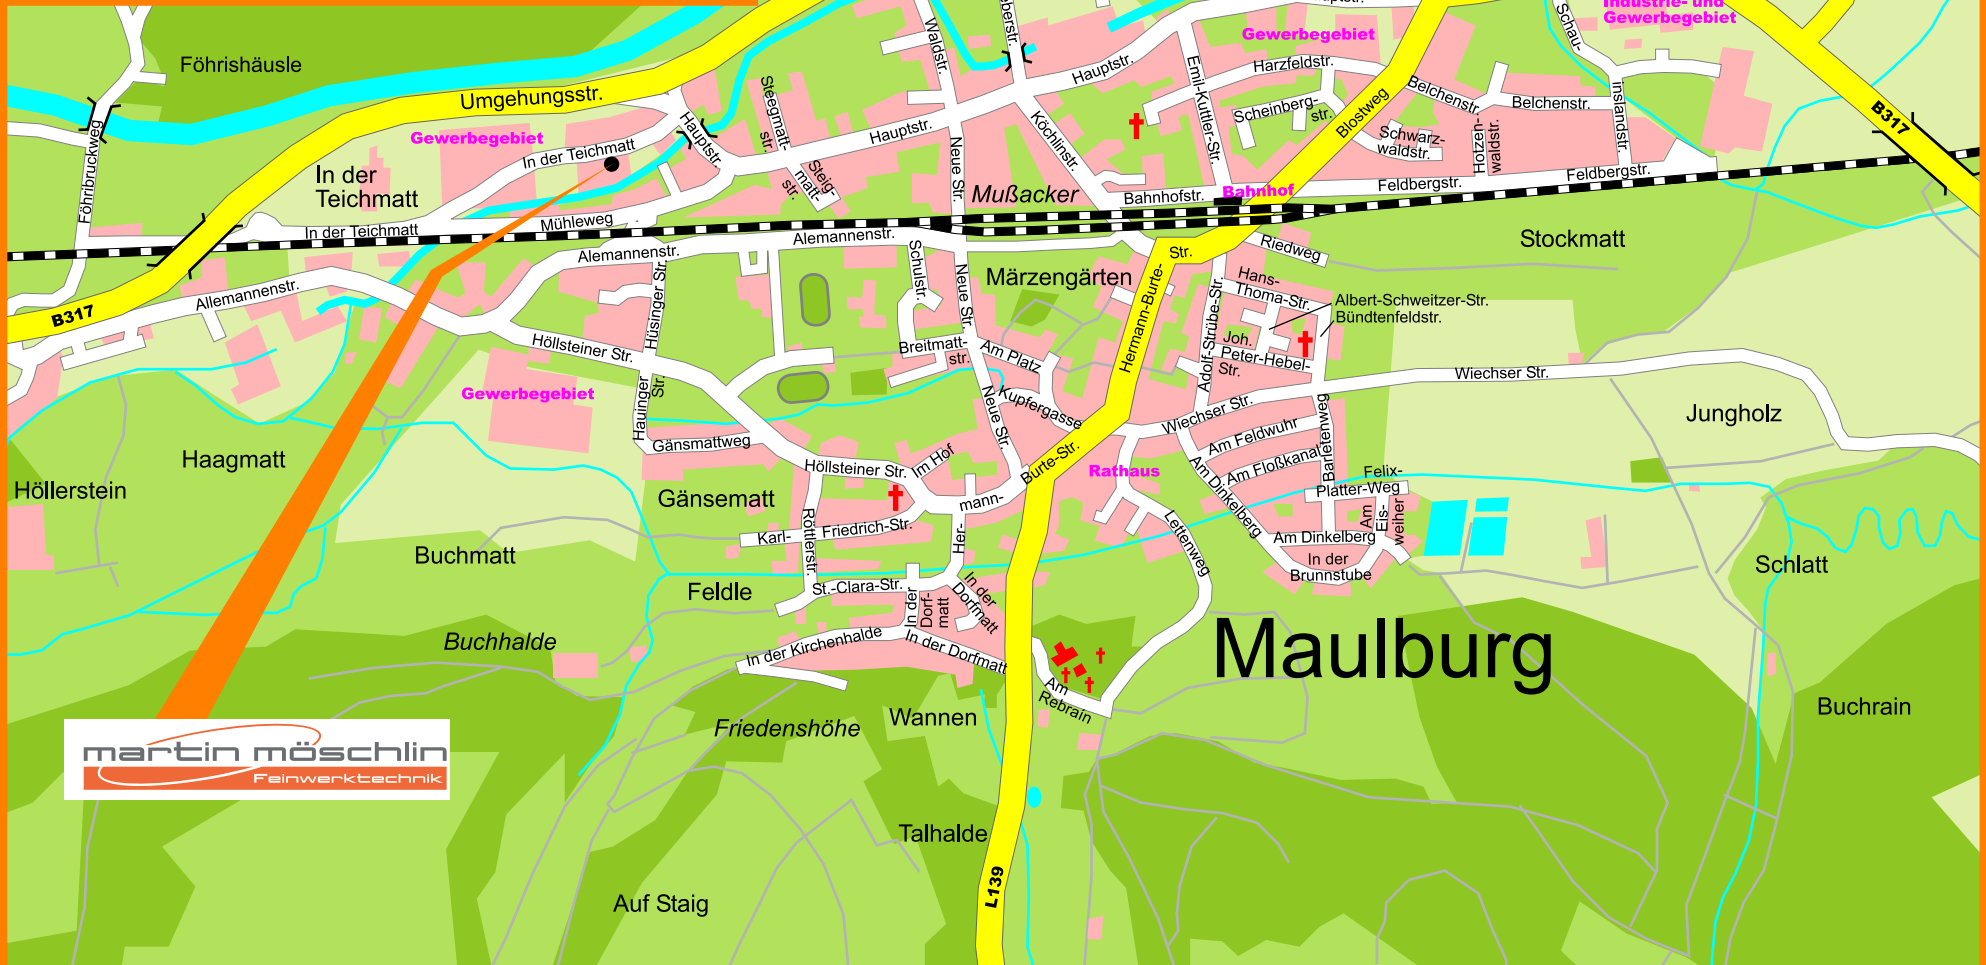 Industrie- und
Gewerbegebiet
Gewerbegebiet
Schau-
Waldstr.
Föhrishäusle
Umgehungsstr.
Hauptstr.
Harzfeldstr.
Emil-Kuttler-Str.
Belchenstr.
Belchenstr.
Inslandstr.
B317
Steegmatt-
str.
Scheinberg-
str.
Blostweg
Schwarz-
waldstr.
Hotzen-
waldstr.
Gewerbegebiet
Hauptstr.
Hauptstr.
Köchlinstr.
In der Teichmatt
Steig-
matt-
str.
Neue Str.
Föhribruckweg
In der
Teichmatt
Mußacker
Bahnhof
Bahnhofstr.
Feldbergstr.
Feldbergstr.
In der Teichmatt
Mühleweg
Alemannenstr.
Alemannenstr.
Schulstr.
Str.
Riedweg
Stockmatt
Allemannenstr.
B317
Hüsinger Str.
Neue Str.
Märzengärten
Hermann-Burte-
Adolf-Strübe-Str.
Hans-
Thoma-Str.
Albert-Schweitzer-Str.
Bündtenfeldstr.
Höllsteiner Str.
Breitmatt-
str.
Am Platz
Joh.
Peter-Hebel-
Str.
Wiechser Str.
Gewerbegebiet
Hauinger
Str.
Neue Str.
Kupfergasse
Wiechser Str.
Jungholz
Gänsmattweg
Am Feldwuhr
Barletenweg
Haagmatt
Höllsteiner Str.
Im Hof
Burte-Str.
Rathaus
Am Floßkanal
Felix-
Platter-Weg
Höllerstein
Gänsematt
mann-
Her-
Am Dinkelberg
Am
Eis-
weiher
Karl-
Friedrich-Str.
Röttlerstr.
Lettenweg
Am Dinkelberg
Buchmatt
In der
Brunnstube
Schlatt
Feldle
St.-Clara-Str.
In der
Dorf-
matt
In der
Dorfmatt
Buchhalde
In der Kirchenhalde
In der Dorfmatt
Maulburg
Am
Rebrain
Friedenshöhe
Wannen
Buchrain
martin möschlin
Feinwerktechnik
Talhalde
L139
Auf Staig